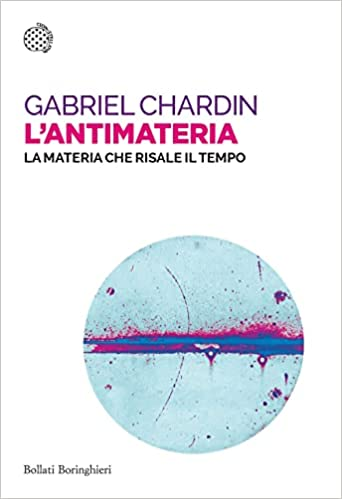 GABRIEL CHARDIN
L'ANTIMATERIA
LA MATERIA CHE RISALE IL TEMPO
Bollati Boringhieri